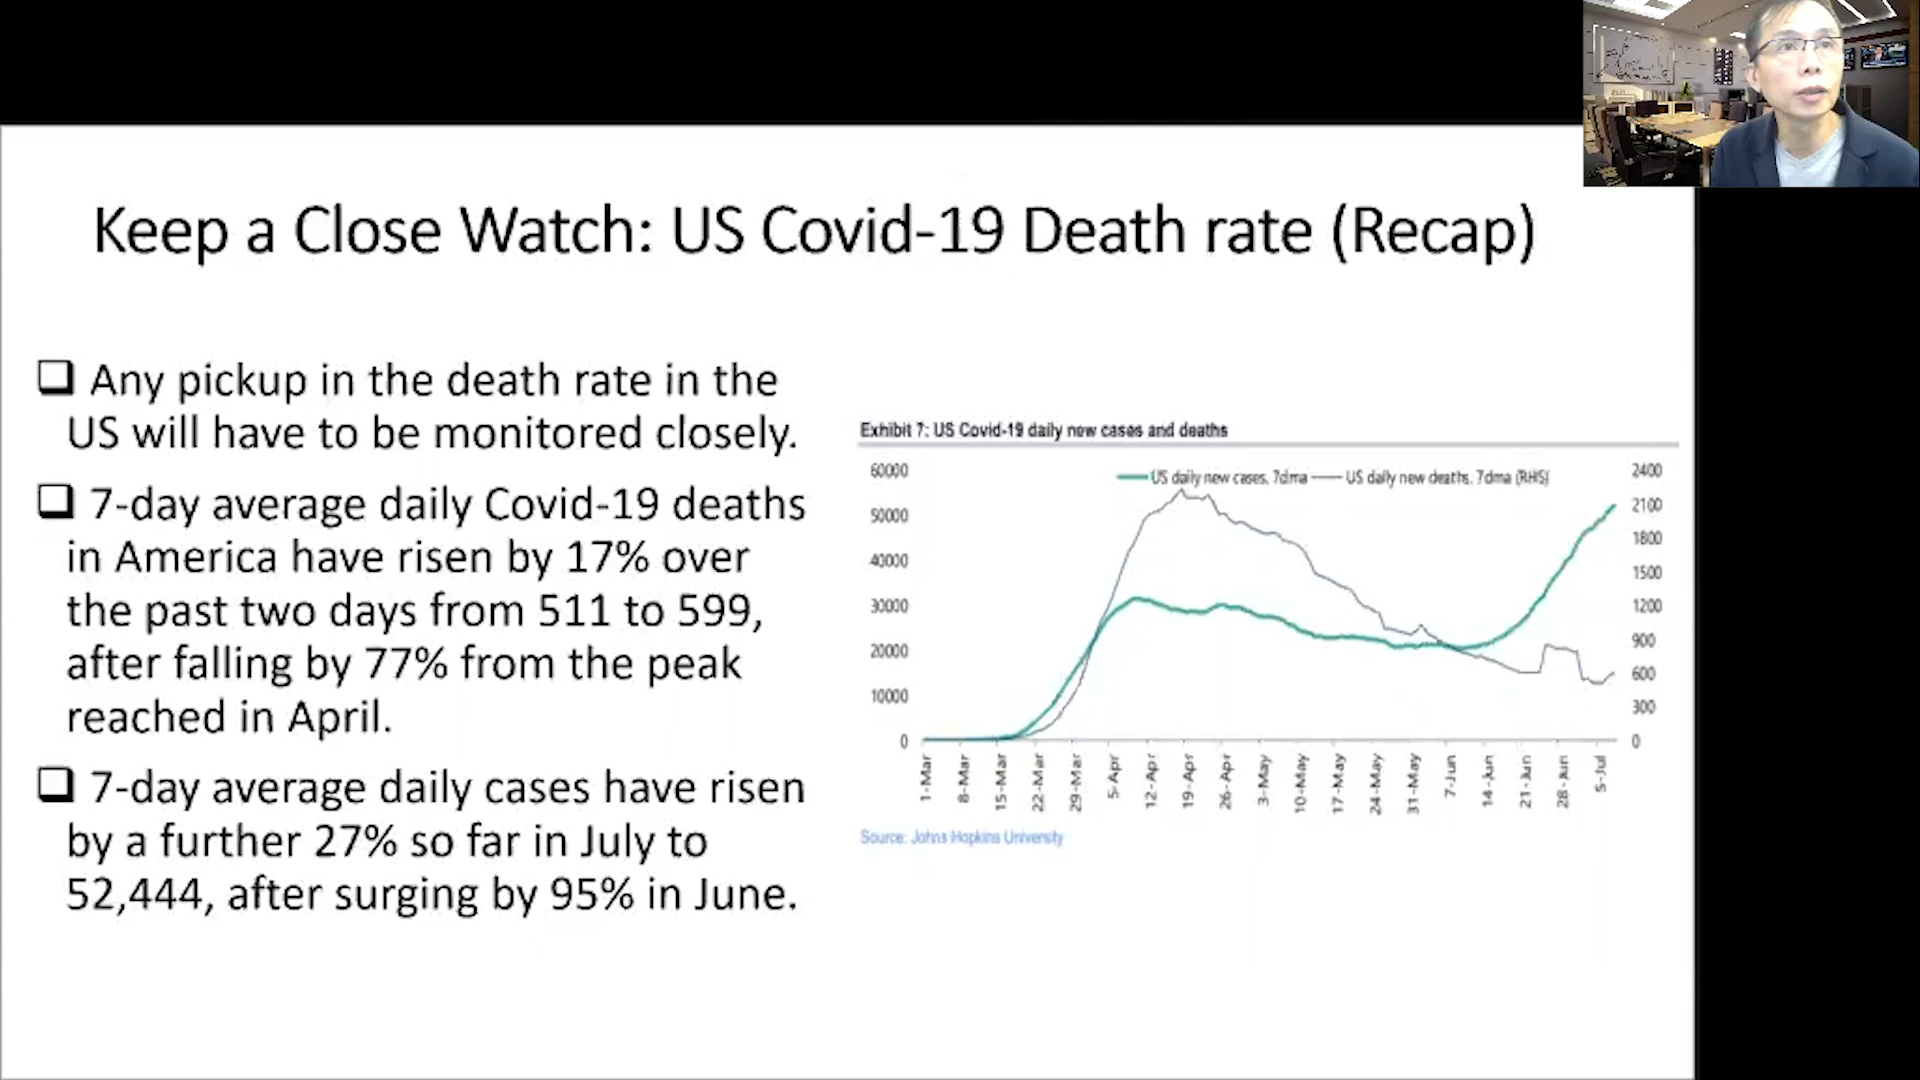 Keep a Close Watch: US Covid-19 Death rate (Recap)
Any pickup in the death rate in the
US will have to be monitored closely.
7-day average daily Covid-19 deaths
in America have risen by 17% over
the past two days from 511 to 599,
after falling by 77% from the peak
reached in April.
7-day average daily cases have risen
by a further 27% so far in July to
52,444, after surging by 95% in June.
Exhibit 7: US Covid-19 daily new cases and deaths
US daily new cases, 7dma
US daily new deaths, 7dma (RHS)
60000
50000
40000
30000
20000
10000
0
2400
2100
1800
1500
1200
900
600
300
0
1-Mar
8-Mar
15-Mar
22-Mar
29-Mar
5-Apr
12-Apr
19-Apr
26-Apr
3-May
10-May
17-May
24-May
31-May
7-Jun
14-Jun
21-Jun
28-Jun
5-Jul
Source: Johns Hopkins University